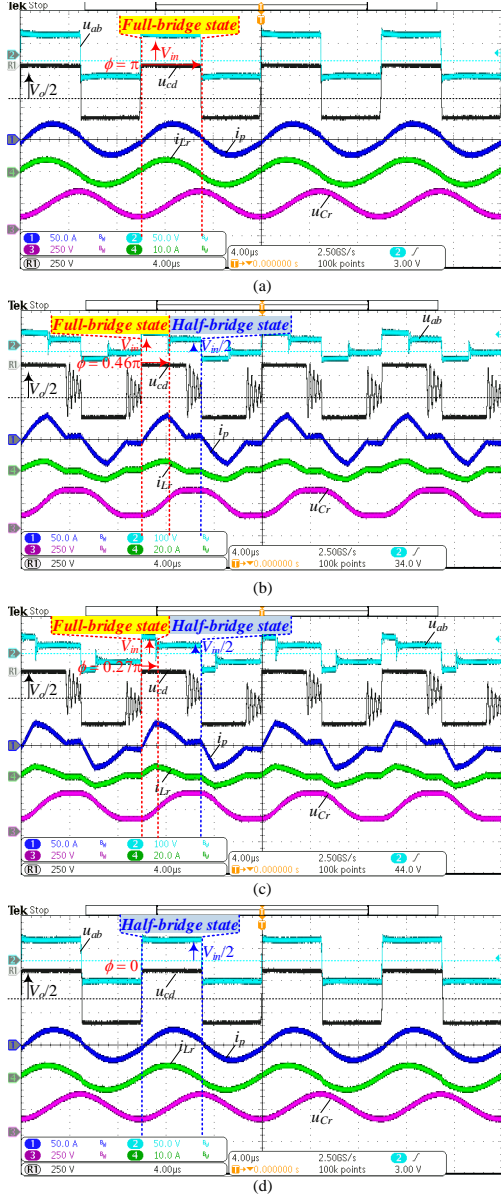 Tek Stop
u_ab
Full-bridge state
V_in
ϕ = π
u_cd
V_o/2
i_Lr
i_p
u_Cr
1 50.0 A 2 50.0 V
3 250 V 4 10.0 A
R1 250 V 4.00µs
4.00µs 2.50GS/s 2
T→▼0.000000 s 100k points 3.00 V
(a)
Tek Stop
Full-bridge state Half-bridge state
u_ab
V_in V_in/2
ϕ = 0.46π
u_cd
V_o/2
i_p
i_Lr
u_Cr
1 50.0 A 2 100 V
3 250 V 4 20.0 A
R1 250 V 4.00µs
4.00µs 2.50GS/s 2
T→▼0.000000 s 100k points 34.0 V
(b)
Tek Stop
Full-bridge state Half-bridge state
u_ab
V_in V_in/2
ϕ = 0.27π
u_cd
V_o/2
i_p
i_Lr
u_Cr
1 50.0 A 2 100 V
3 250 V 4 20.0 A
R1 250 V 4.00µs
4.00µs 2.50GS/s 2
T→▼0.000000 s 100k points 44.0 V
(c)
Tek Stop
Half-bridge state
u_ab
V_in/2
ϕ = 0
u_cd
V_o/2
i_Lr
i_p
u_Cr
1 50.0 A 2 50.0 V
3 250 V 4 10.0 A
R1 250 V 4.00µs
4.00µs 2.50GS/s 2
T→▼0.000000 s 100k points 3.00 V
(d)